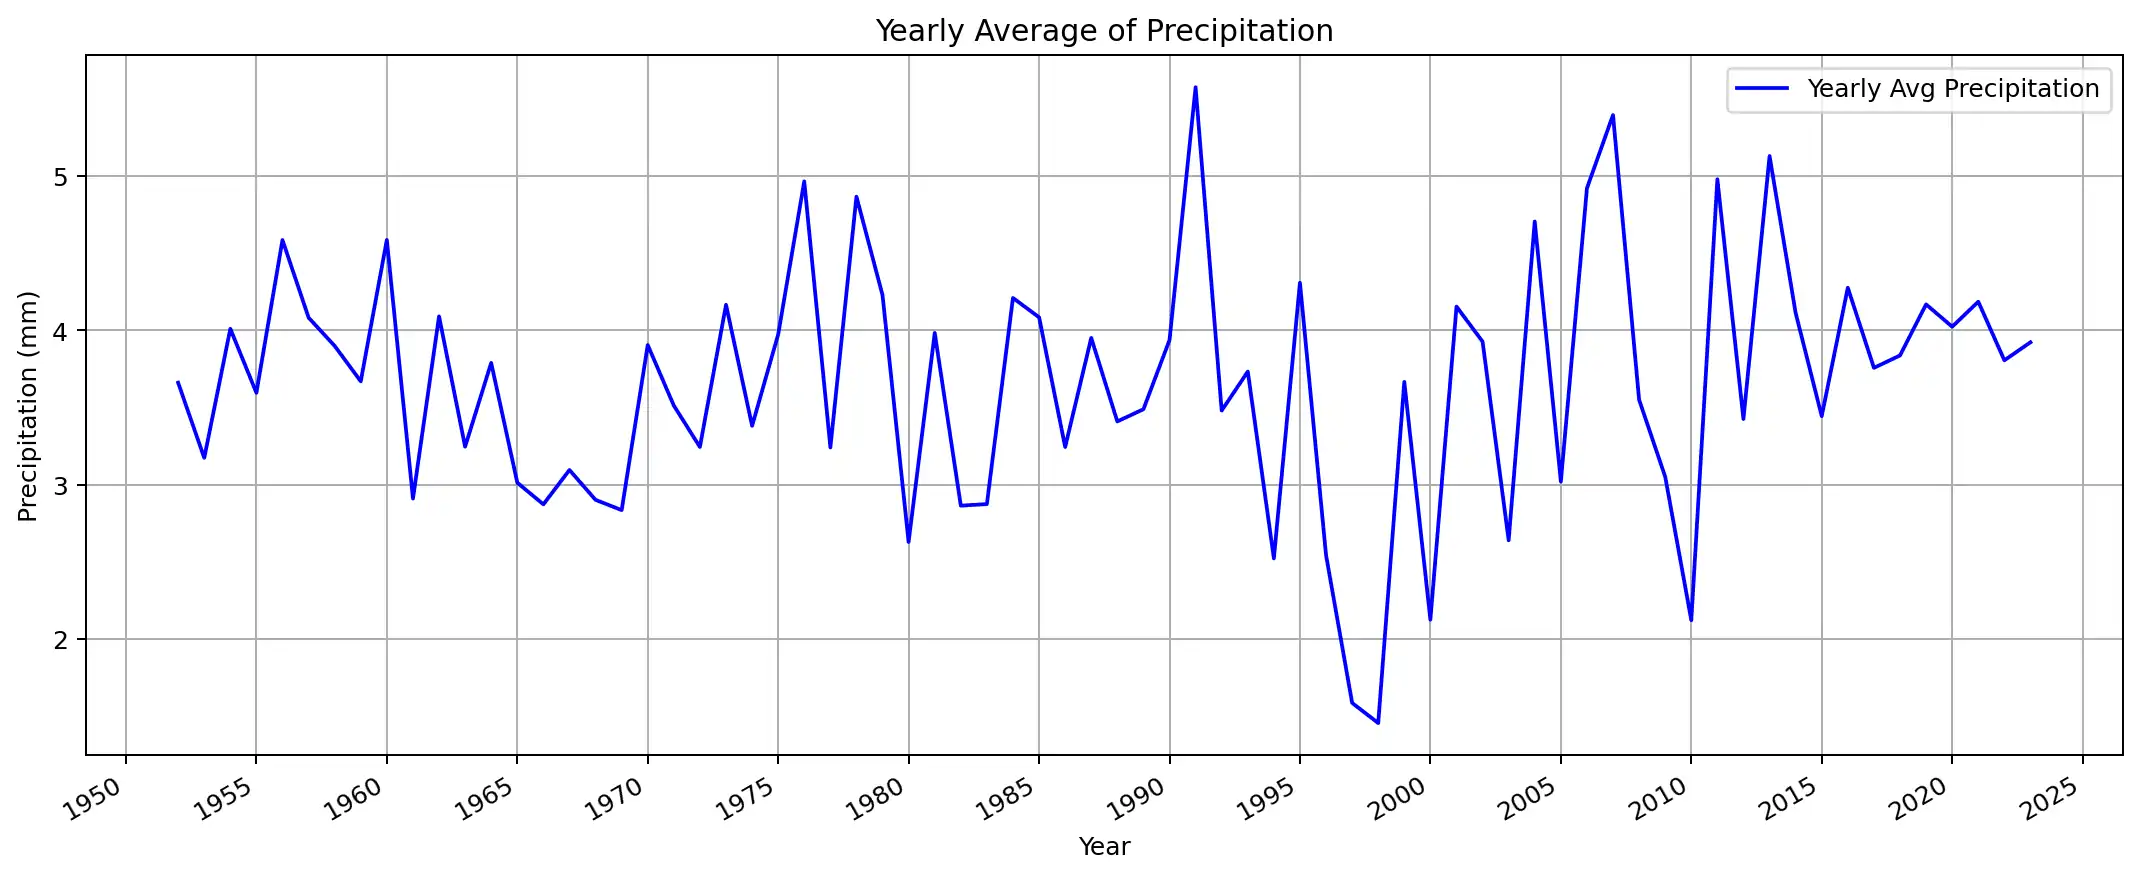 Yearly Average of Precipitation
Yearly Avg Precipitation
Precipitation (mm)
5
4
3
2
1950 1955 1960 1965 1970 1975 1980 1985 1990 1995 2000 2005 2010 2015 2020 2025
Year